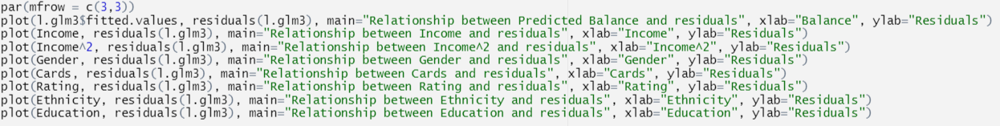 par(mfrow = c(3,3))
plot(l.glm3$fitted.values, residuals(l.glm3), main="Relationship between Predicted Balance and residuals", xlab="Balance", ylab="Residuals")
plot(Income, residuals(l.glm3), main="Relationship between Income and residuals", xlab="Income", ylab="Residuals")
plot(Income^2, residuals(l.glm3), main="Relationship between Income^2 and residuals", xlab="Income^2", ylab="Residuals")
plot(Gender, residuals(l.glm3), main="Relationship between Gender and residuals", xlab="Gender", ylab="Residuals")
plot(Cards, residuals(l.glm3), main="Relationship between Cards and residuals", xlab="Cards", ylab="Residuals")
plot(Rating, residuals(l.glm3), main="Relationship between Rating and residuals", xlab="Rating", ylab="Residuals")
plot(Ethnicity, residuals(l.glm3), main="Relationship between Ethnicity and residuals", xlab="Ethnicity", ylab="Residuals")
plot(Education, residuals(l.glm3), main="Relationship between Education and residuals", xlab="Education", ylab="Residuals")